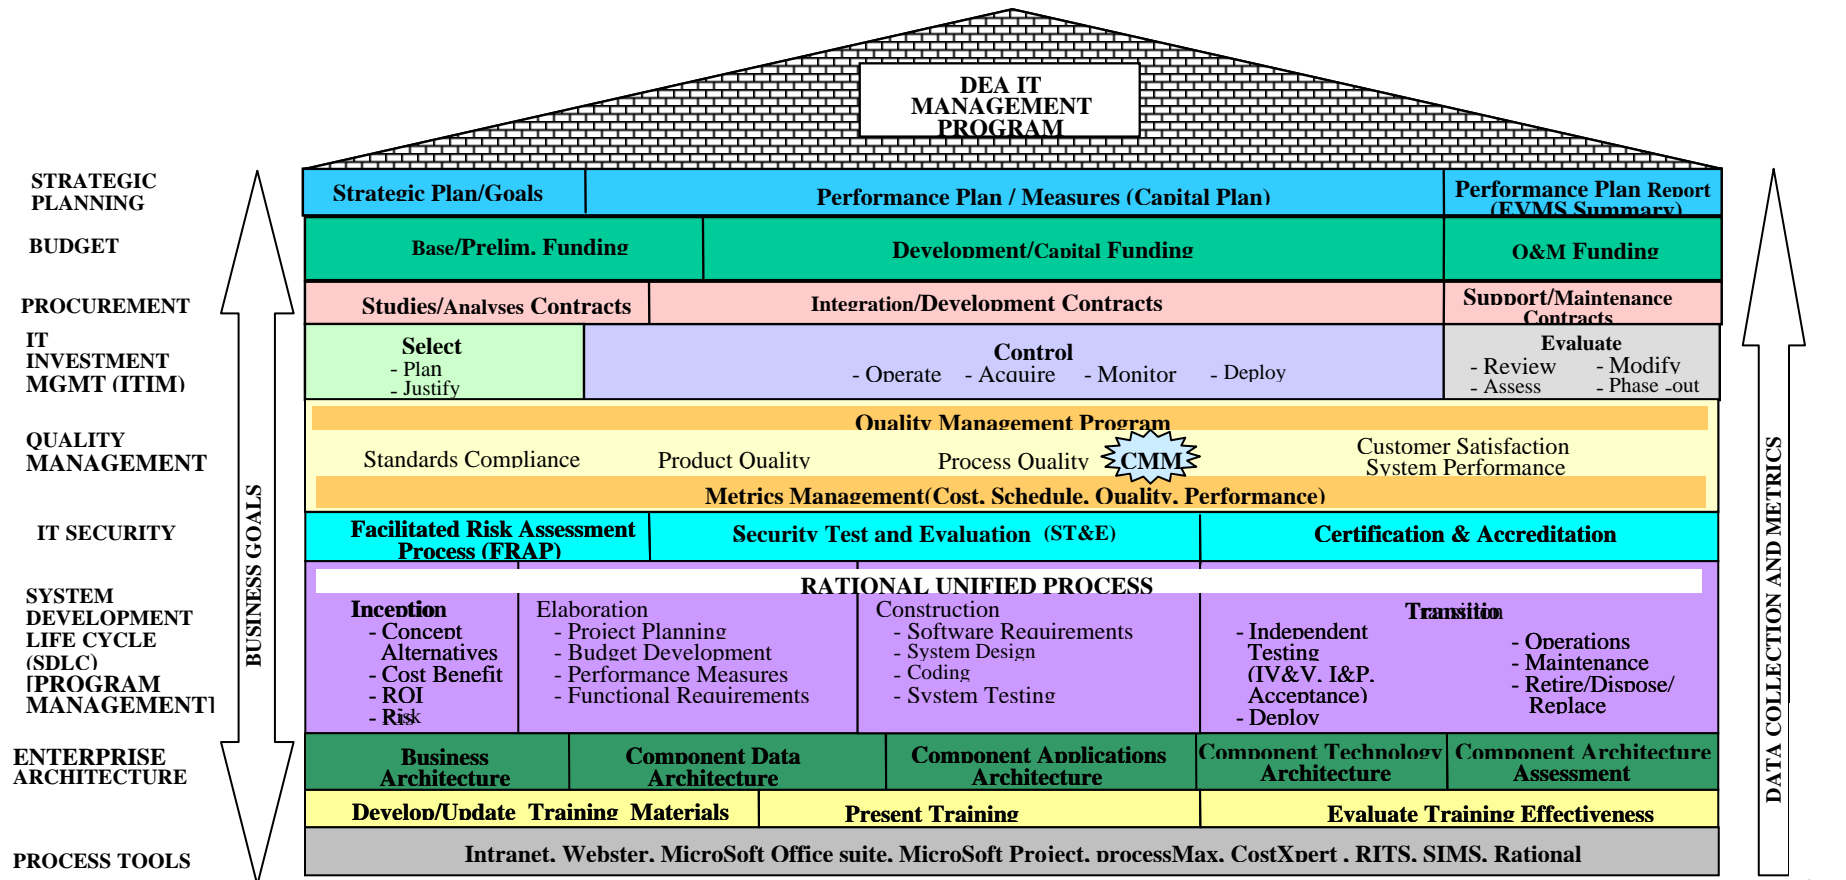 DEA IT
MANAGEMENT
PROGRAM
STRATEGIC
PLANNING
Strategic Plan/Goals
Performance Plan / Measures (Capital Plan)
Performance Plan Report
(EVMS Summary)
BUDGET
Base/Prelim. Funding
Development/Capital Funding
O&M Funding
PROCUREMENT
Studies/Analyses Contracts
Integration/Development Contracts
Support/Maintenance
Contracts
IT
INVESTMENT
MGMT (ITIM)
Select
- Plan
- Justify
Control
- Operate - Acquire - Monitor - Deploy
Evaluate
- Review - Modify
- Assess - Phase -out
QUALITY
MANAGEMENT
Quality Management Program
Standards Compliance
Product Quality
Process Quality
CMM
Customer Satisfaction
System Performance
Metrics Management(Cost, Schedule, Quality, Performance)
IT SECURITY
Facilitated Risk Assessment
Process (FRAP)
Security Test and Evaluation (ST&E)
Certification & Accreditation
SYSTEM
DEVELOPMENT
LIFE CYCLE
(SDLC)
[PROGRAM
MANAGEMENT]
RATIONAL UNIFIED PROCESS
Inception
- Concept
Alternatives
- Cost Benefit
- ROI
- Risk
Elaboration
- Project Planning
- Budget Development
- Performance Measures
- Functional Requirements
Construction
- Software Requirements
- System Design
- Coding
- System Testing
Transition
- Independent
Testing
(IV&V, I&P,
Acceptance)
- Deploy
- Operations
- Maintenance
- Retire/Dispose/
Replace
ENTERPRISE
ARCHITECTURE
Business
Architecture
Component Data
Architecture
Component Applications
Architecture
Component Technology
Architecture
Component Architecture
Assessment
Develop/Update Training Materials
Present Training
Evaluate Training Effectiveness
PROCESS TOOLS
Intranet, Webster, MicroSoft Office suite, MicroSoft Project, processMax, CostXpert , RITS, SIMS, Rational
BUSINESS GOALS
DATA COLLECTION AND METRICS